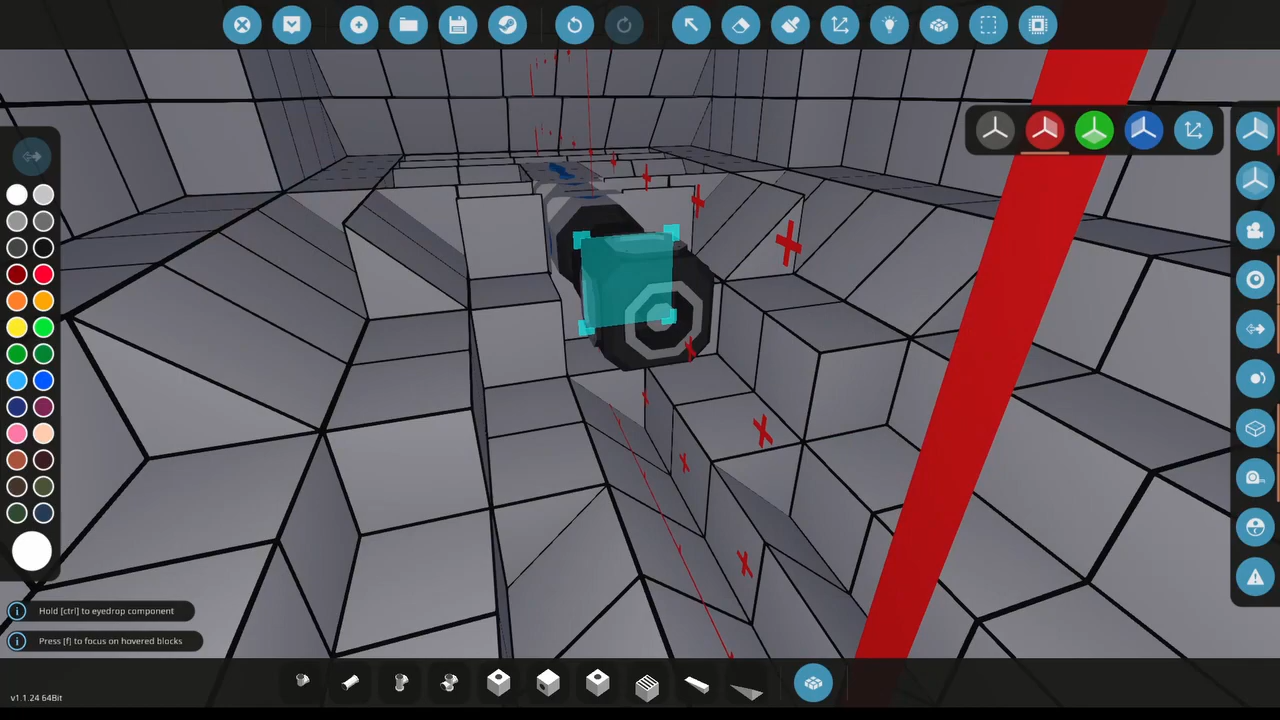 Hold [ctrl] to eyedrop component
Press [f] to focus on hovered blocks
v1.1.24 64Bit